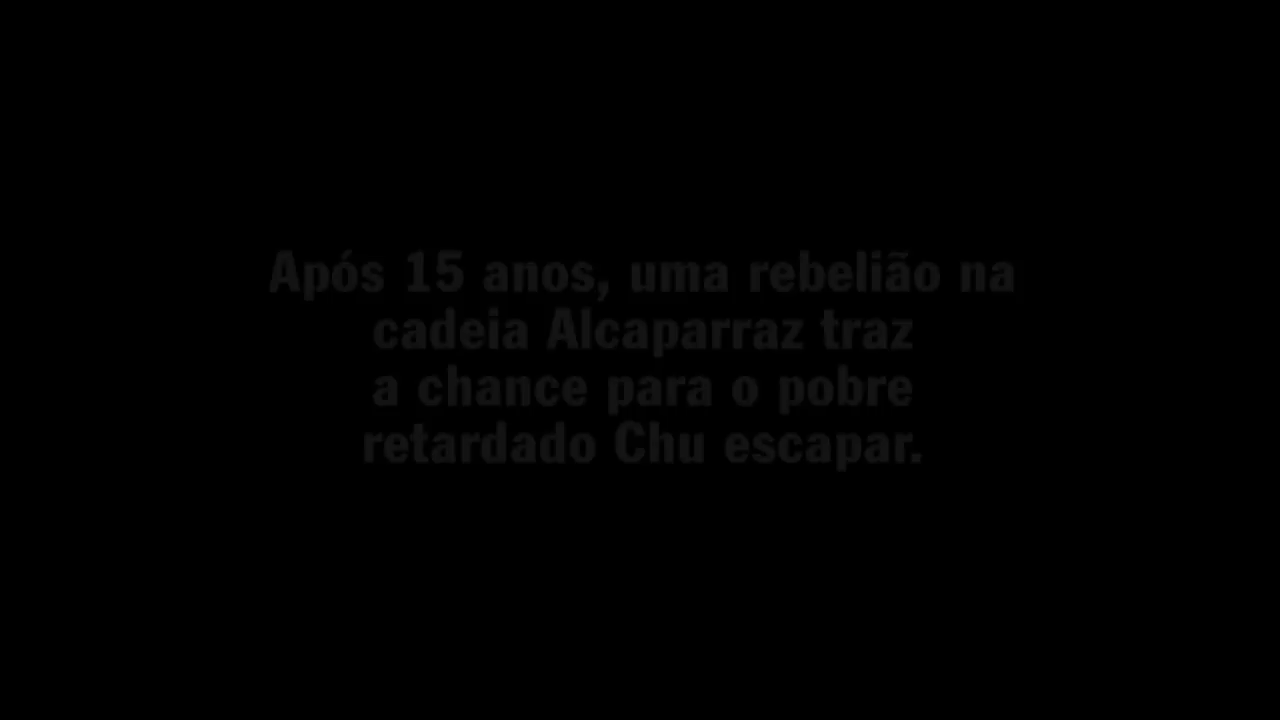 Após 15 anos, uma rebelião na
cadeia Alcaparraz traz
a chance para o pobre
retardado Chu escapar.